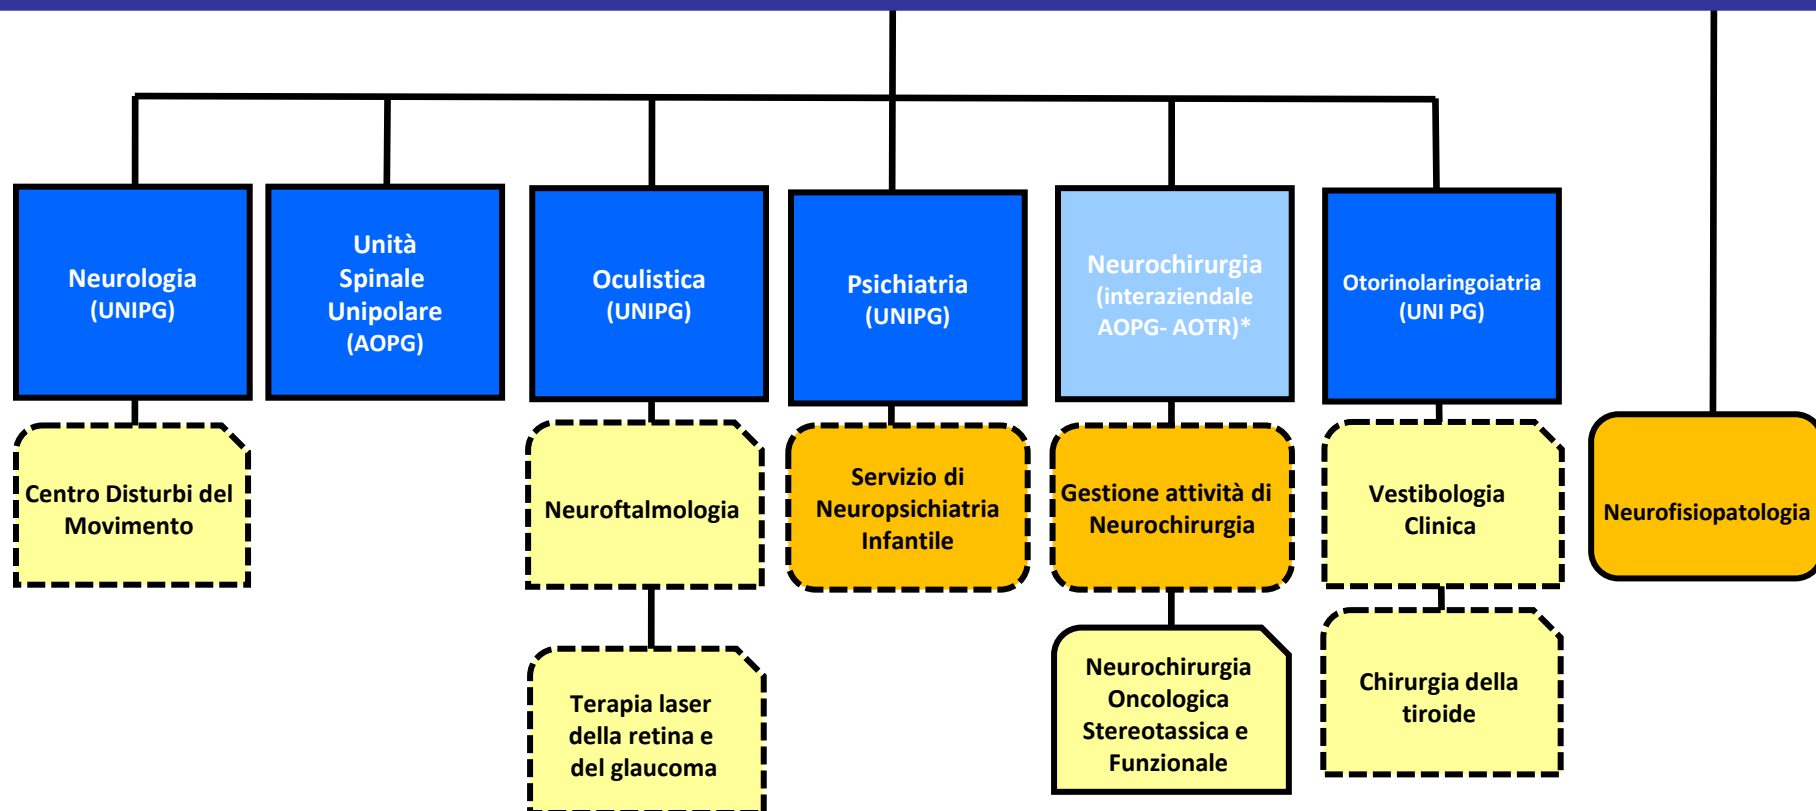 Neurologia
(UNIPG)
Unità
Spinale
Unipolare
(AOPG)
Oculistica
(UNIPG)
Psichiatria
(UNIPG)
Neurochirurgia
(interaziendale
AOPG- AOTR)*
Otorinolaringoiatria
(UNI PG)
Centro Disturbi del
Movimento
Neuroftalmologia
Servizio di
Neuropsichiatria
Infantile
Gestione attività di
Neurochirurgia
Vestibologia
Clinica
Neurofisiopatologia
Terapia laser
della retina e
del glaucoma
Neurochirurgia
Oncologica
Stereotassica e
Funzionale
Chirurgia della
tiroide